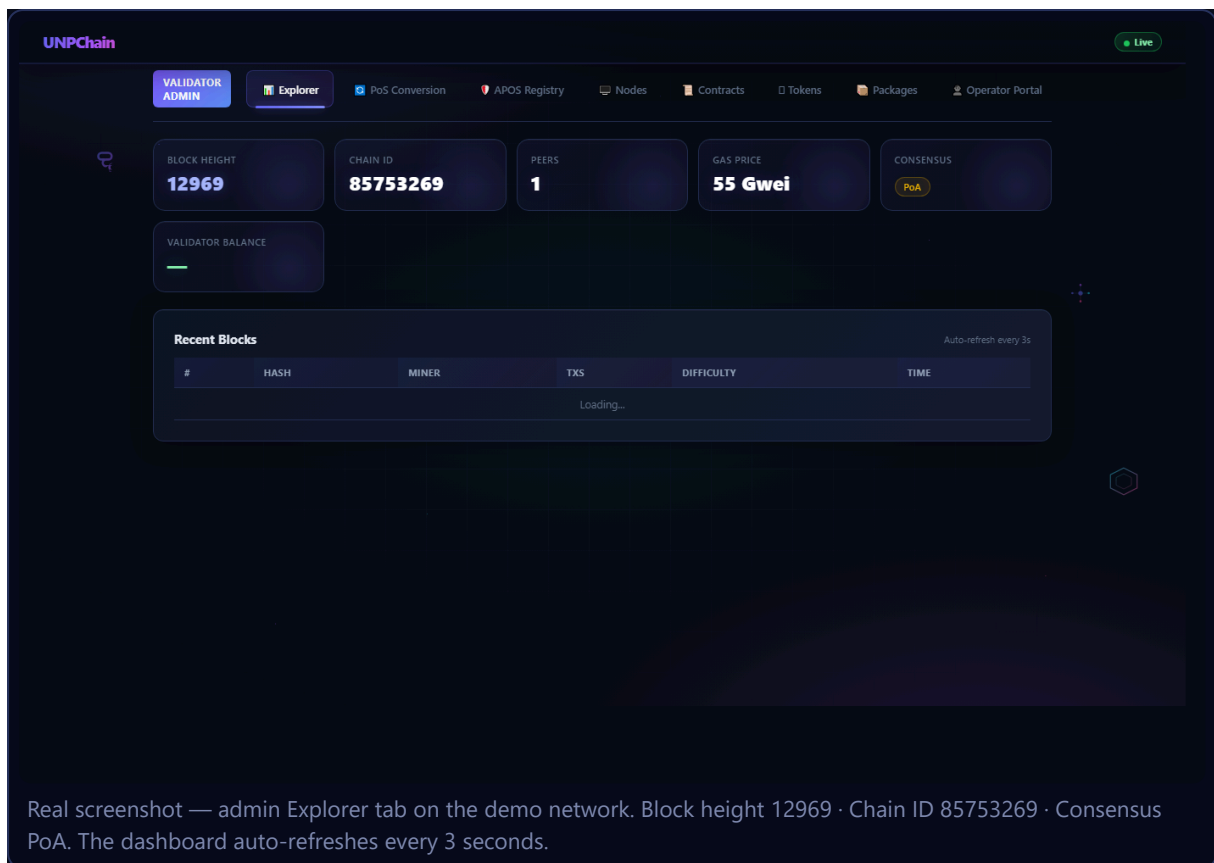 UNPChain
Live
VALIDATOR
ADMIN
Explorer
PoS Conversion
APOS Registry
Nodes
Contracts
Tokens
Packages
Operator Portal
BLOCK HEIGHT
12969
CHAIN ID
85753269
PEERS
1
GAS PRICE
55 Gwei
CONSENSUS
PoA
VALIDATOR BALANCE
—
Recent Blocks
Auto-refresh every 3s
# HASH MINER TXS DIFFICULTY TIME
Loading...
Real screenshot — admin Explorer tab on the demo network. Block height 12969 · Chain ID 85753269 · Consensus
PoA. The dashboard auto-refreshes every 3 seconds.